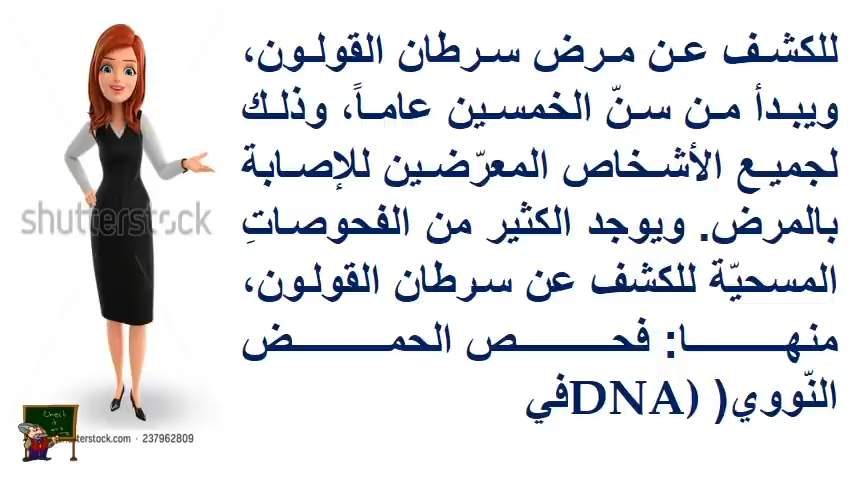 للكشف عن مرض سرطان القولون،
ويبدأ من سنّ الخمسين عاماً، وذلك
لجميع الأشخاص المعرّضين للإصابة
بالمرض. ويوجد الكثير من الفحوصاتِ
المسحيّة للكشف عن سرطان القولون،
منها: فحص الحمض
النّووي( (DNAفي
shutterstock
terstock.com · 237962809